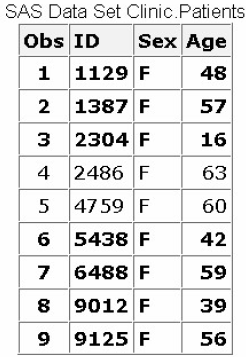 SAS Data Set Clinic.Patients
Obs ID Sex Age
1 1129 F 48
2 1387 F 57
3 2304 F 16
4 2486 F 63
5 4759 F 60
6 5438 F 42
7 6488 F 59
8 9012 F 39
9 9125 F 56